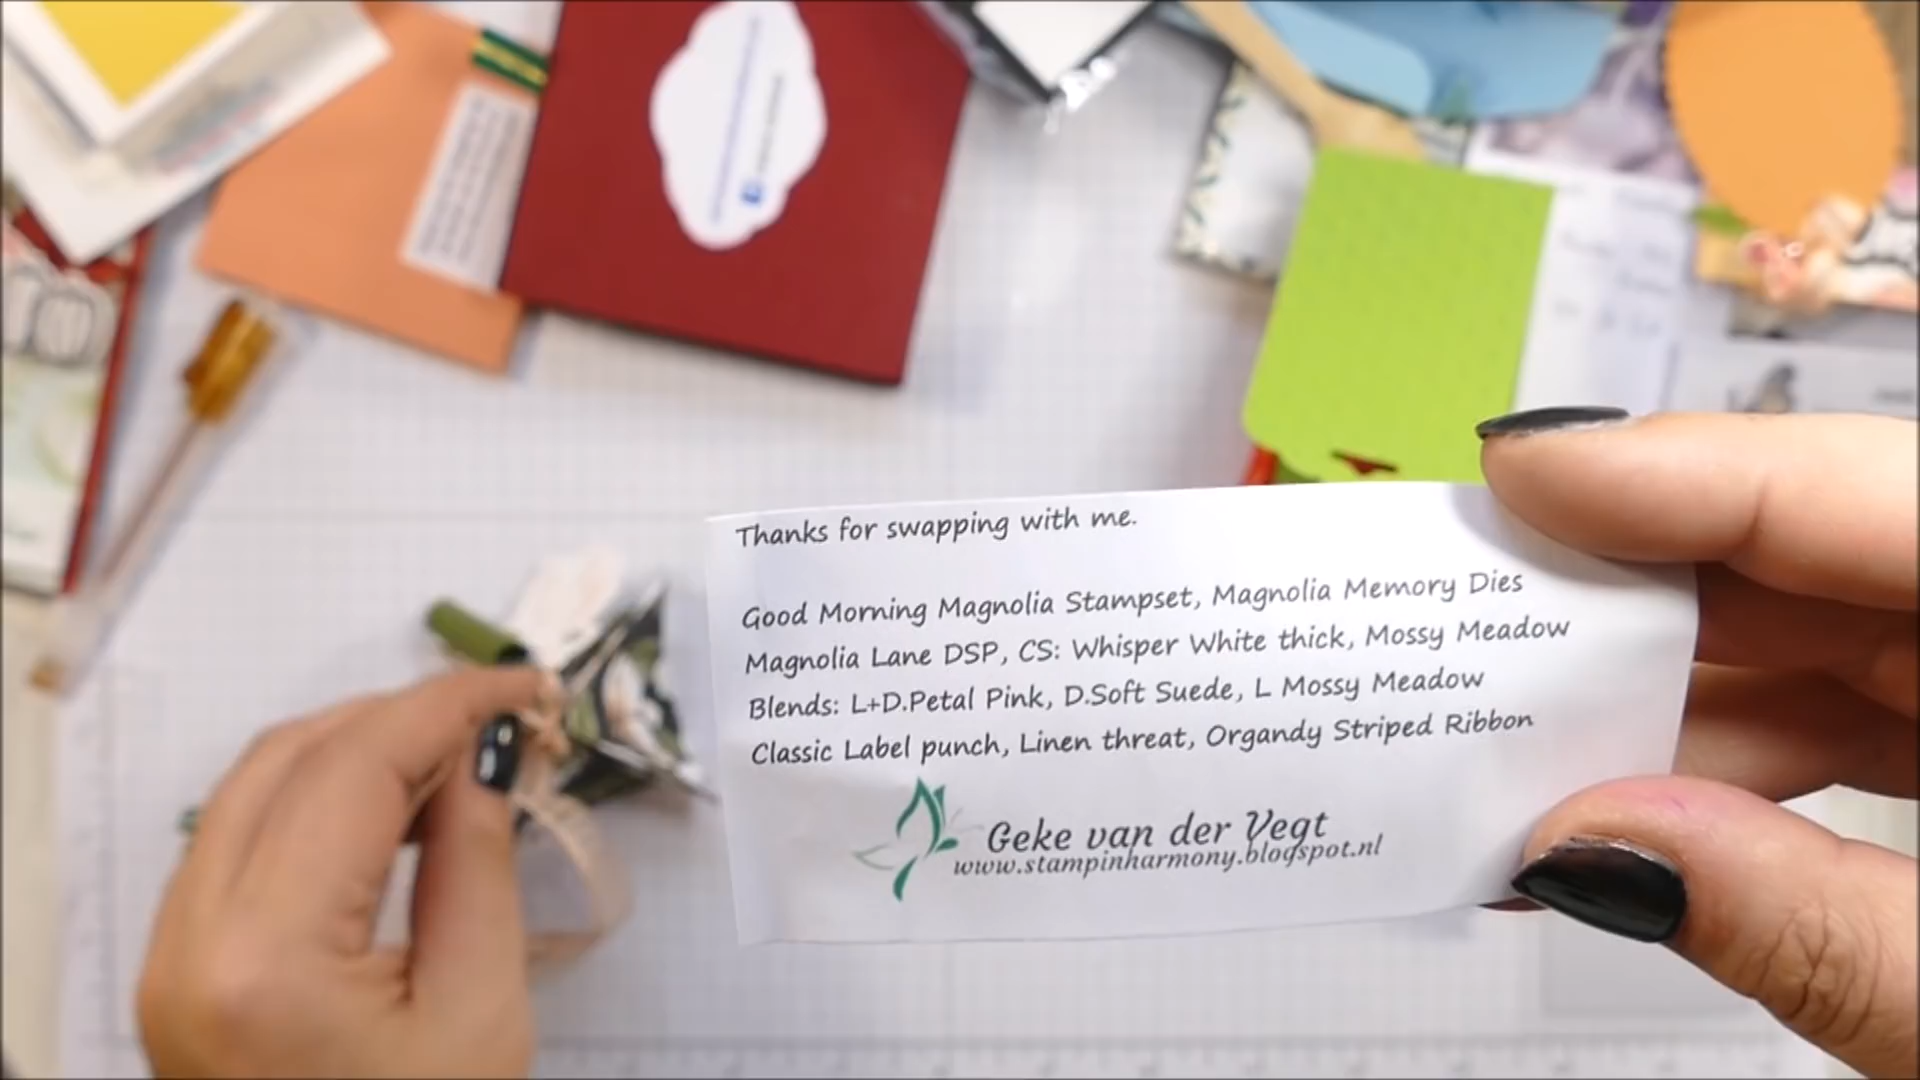 Thanks for swapping with me.
Good Morning Magnolia Stampset, Magnolia Memory Dies
Magnolia Lane DSP, CS: Whisper White thick, Mossy Meadow
Blends: L+D.Petal Pink, D.Soft Suede, L Mossy Meadow
Classic Label punch, Linen threat, Organdy Striped Ribbon
Geke van der Vegt
www.stampinharmony.blogspot.nl